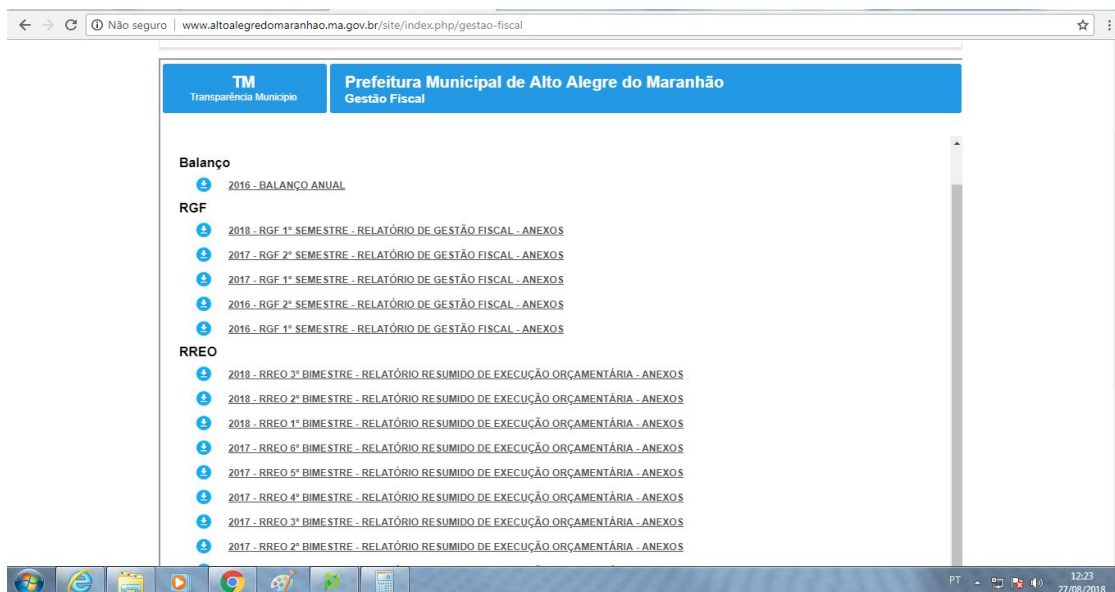 Não seguro | www.altoalegredomaranhao.ma.gov.br/site/index.php/gestao-fiscal
TM
Transparência Município
Prefeitura Municipal de Alto Alegre do Maranhão
Gestão Fiscal
Balanço
2016 - BALANÇO ANUAL
RGF
2018 - RGF 1º SEMESTRE - RELATÓRIO DE GESTÃO FISCAL - ANEXOS
2017 - RGF 2º SEMESTRE - RELATÓRIO DE GESTÃO FISCAL - ANEXOS
2017 - RGF 1º SEMESTRE - RELATÓRIO DE GESTÃO FISCAL - ANEXOS
2016 - RGF 2º SEMESTRE - RELATÓRIO DE GESTÃO FISCAL - ANEXOS
2016 - RGF 1º SEMESTRE - RELATÓRIO DE GESTÃO FISCAL - ANEXOS
RREO
2018 - RREO 3º BIMESTRE - RELATÓRIO RESUMIDO DE EXECUÇÃO ORÇAMENTÁRIA - ANEXOS
2018 - RREO 2º BIMESTRE - RELATÓRIO RESUMIDO DE EXECUÇÃO ORÇAMENTÁRIA - ANEXOS
2018 - RREO 1º BIMESTRE - RELATÓRIO RESUMIDO DE EXECUÇÃO ORÇAMENTÁRIA - ANEXOS
2017 - RREO 6º BIMESTRE - RELATÓRIO RESUMIDO DE EXECUÇÃO ORÇAMENTÁRIA - ANEXOS
2017 - RREO 5º BIMESTRE - RELATÓRIO RESUMIDO DE EXECUÇÃO ORÇAMENTÁRIA - ANEXOS
2017 - RREO 4º BIMESTRE - RELATÓRIO RESUMIDO DE EXECUÇÃO ORÇAMENTÁRIA - ANEXOS
2017 - RREO 3º BIMESTRE - RELATÓRIO RESUMIDO DE EXECUÇÃO ORÇAMENTÁRIA - ANEXOS
2017 - RREO 2º BIMESTRE - RELATÓRIO RESUMIDO DE EXECUÇÃO ORÇAMENTÁRIA - ANEXOS
PT
12:23
27/08/2018